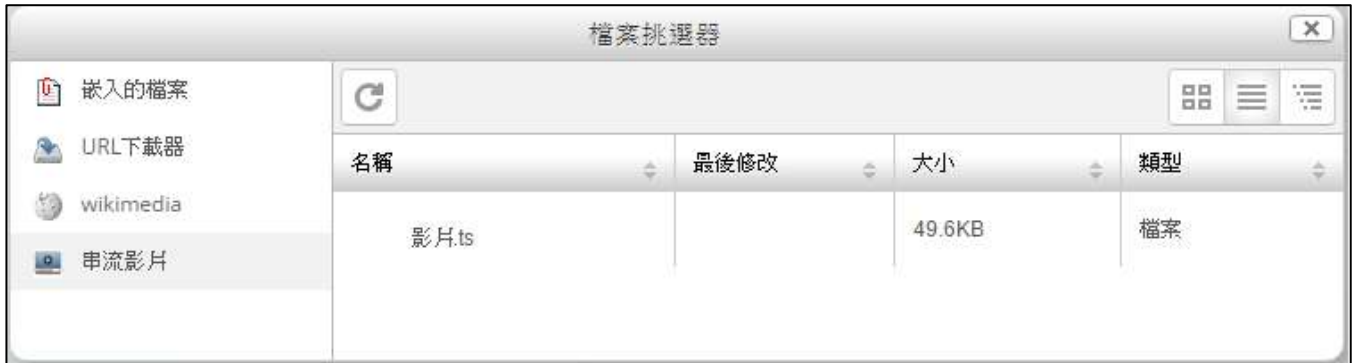 檔案挑選器
嵌入的檔案
URL下載器
wikimedia
串流影片
名稱 最後修改 大小 類型
影片.ts 49.6KB 檔案